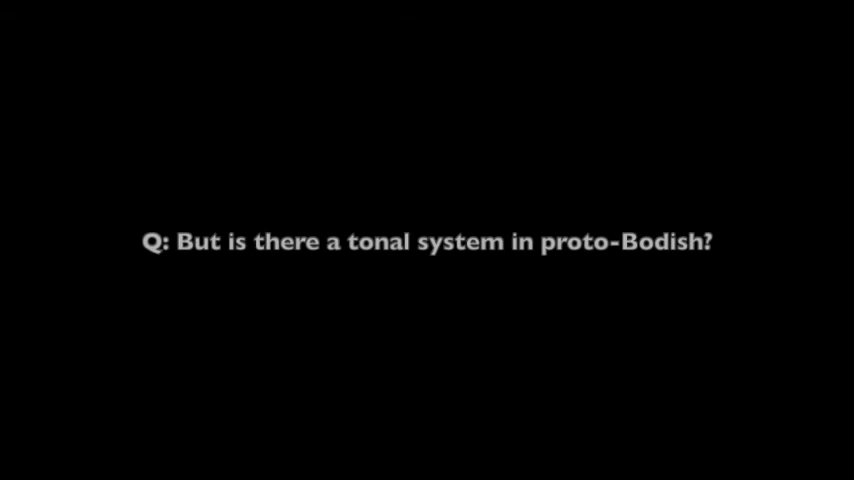 Q: But is there a tonal system in proto-Bodish?